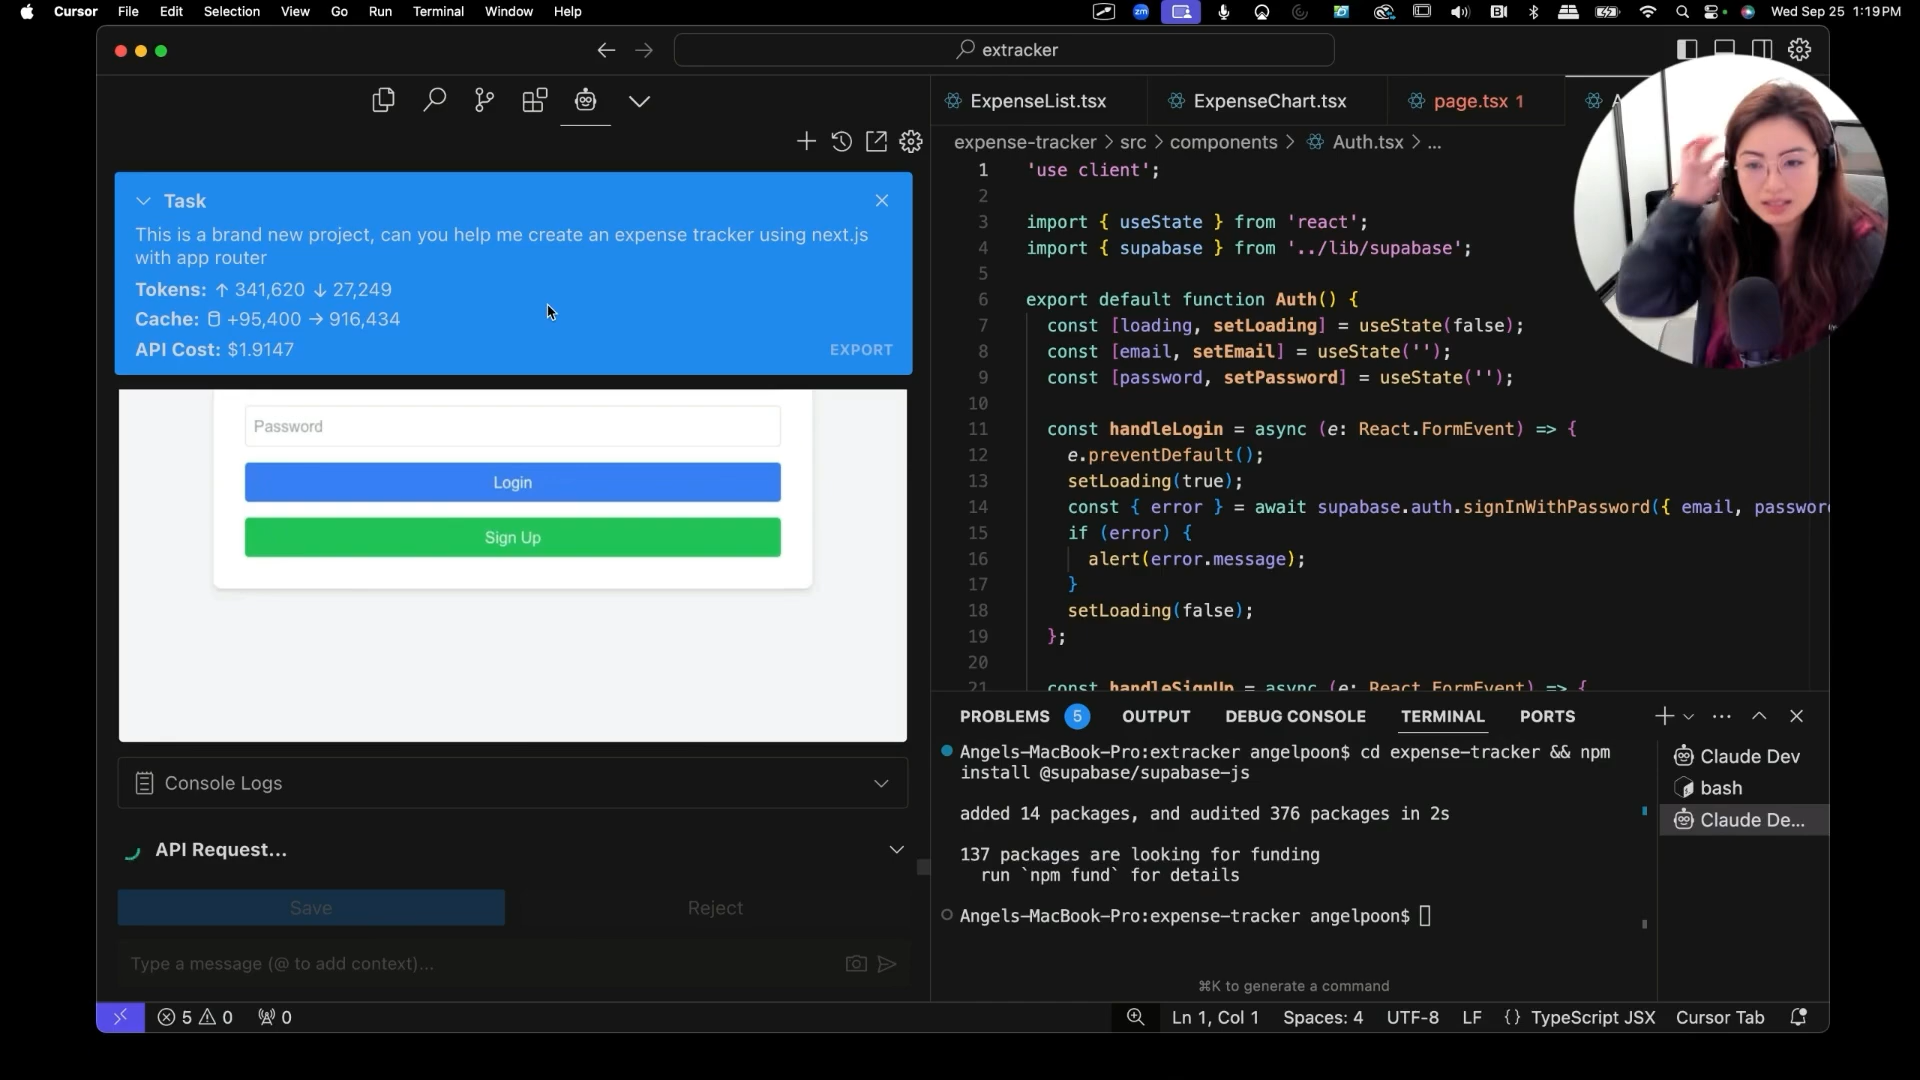 Cursor File Edit Selection View Go Run Terminal Window Help
zm
Wed Sep 25 1:19 PM
extracker
ExpenseList.tsx
ExpenseChart.tsx
page.tsx 1
A
expense-tracker > src > components > Auth.tsx > ...
Task
This is a brand new project, can you help me create an expense tracker using next.js
with app router
Tokens: ↑ 341,620 ↓ 27,249
Cache: +95,400 → 916,434
API Cost: $1.9147
EXPORT
Password
Login
Sign Up
Console Logs
API Request...
Save
Reject
Type a message (@ to add context)...
1 'use client';
2
3 import { useState } from 'react';
4 import { supabase } from '../lib/supabase';
5
6 export default function Auth() {
7 const [loading, setLoading] = useState(false);
8 const [email, setEmail] = useState('');
9 const [password, setPassword] = useState('');
10
11 const handleLogin = async (e: React.FormEvent) => {
12 e.preventDefault();
13 setLoading(true);
14 const { error } = await supabase.auth.signInWithPassword({ email, password
15 if (error) {
16 alert(error.message);
17 }
18 setLoading(false);
19 };
20
21 const handleSignUp = async (e: React.FormEvent) => {
PROBLEMS 5 OUTPUT DEBUG CONSOLE TERMINAL PORTS
Angels-MacBook-Pro:extracker angelpoon$ cd expense-tracker && npm
install @supabase/supabase-js
added 14 packages, and audited 376 packages in 2s
137 packages are looking for funding
run `npm fund` for details
Angels-MacBook-Pro:expense-tracker angelpoon$
Claude Dev
bash
Claude De...
⌘K to generate a command
5 0 0
Ln 1, Col 1 Spaces: 4 UTF-8 LF {} TypeScript JSX Cursor Tab